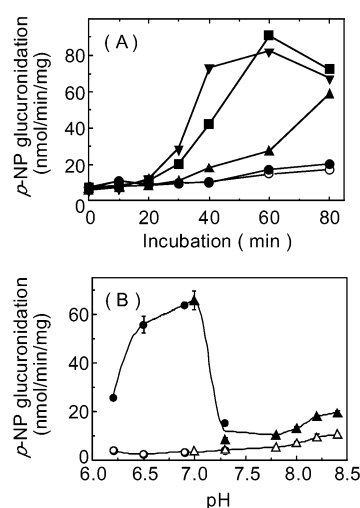 ( A )
p-NP glucuronidation
(nmol/min/mg)
80
60
40
20
0
0 20 40 60 80
Incubation ( min )
( B )
p-NP glucuronidation
(nmol/min/mg)
80
60
40
20
0
6.0 6.5 7.0 7.5 8.0 8.5
pH